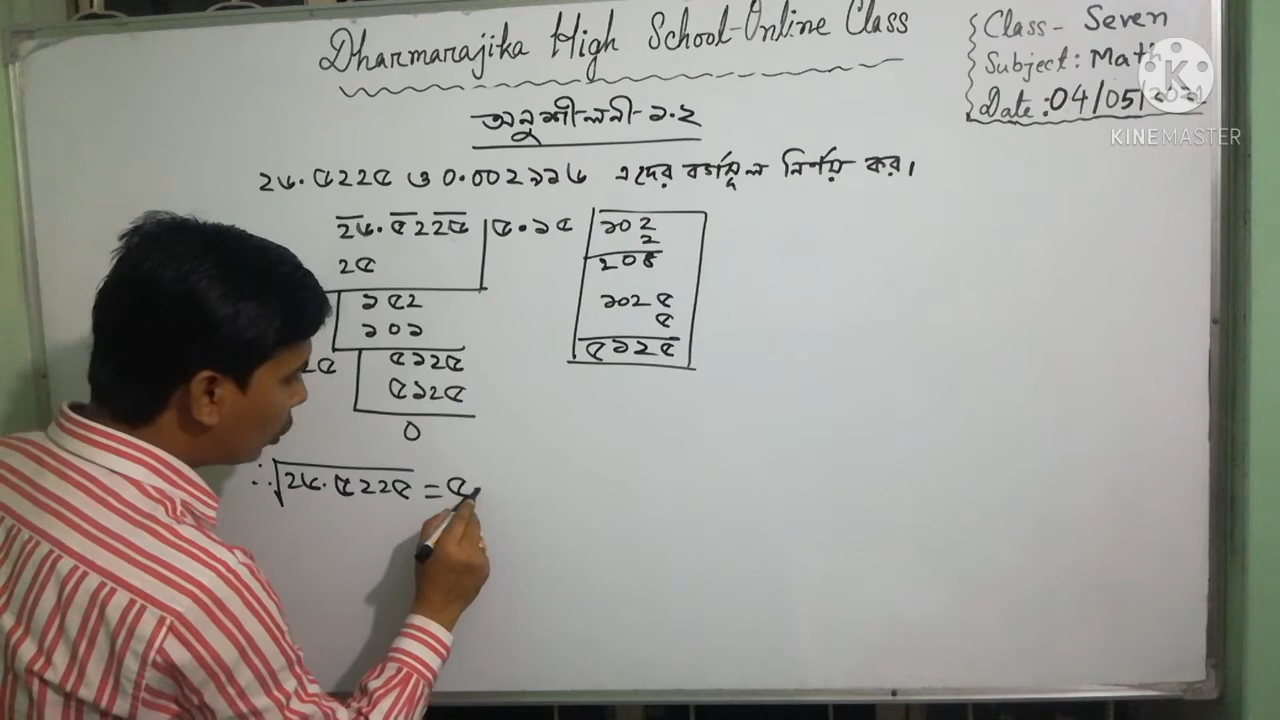 Dharmarajika High School-Online Class
Class - Seven
Subject: Math
Date: 04/05/2021
KINEMASTER
অনুশীলনী-১.২
২৬.৫২২৫ ও ০.০০২১১৬ এদের বর্গমূল নির্ণয় কর।
২৬.৫২২৫ ৫.১৫
২৫
১৫২
১০১
২৫ ৫১২৫
৫১২৫
০
১০২
২
২০৪
১০২৫
৫
৫১২৫
∴ √২৬.৫২২৫ = ৫